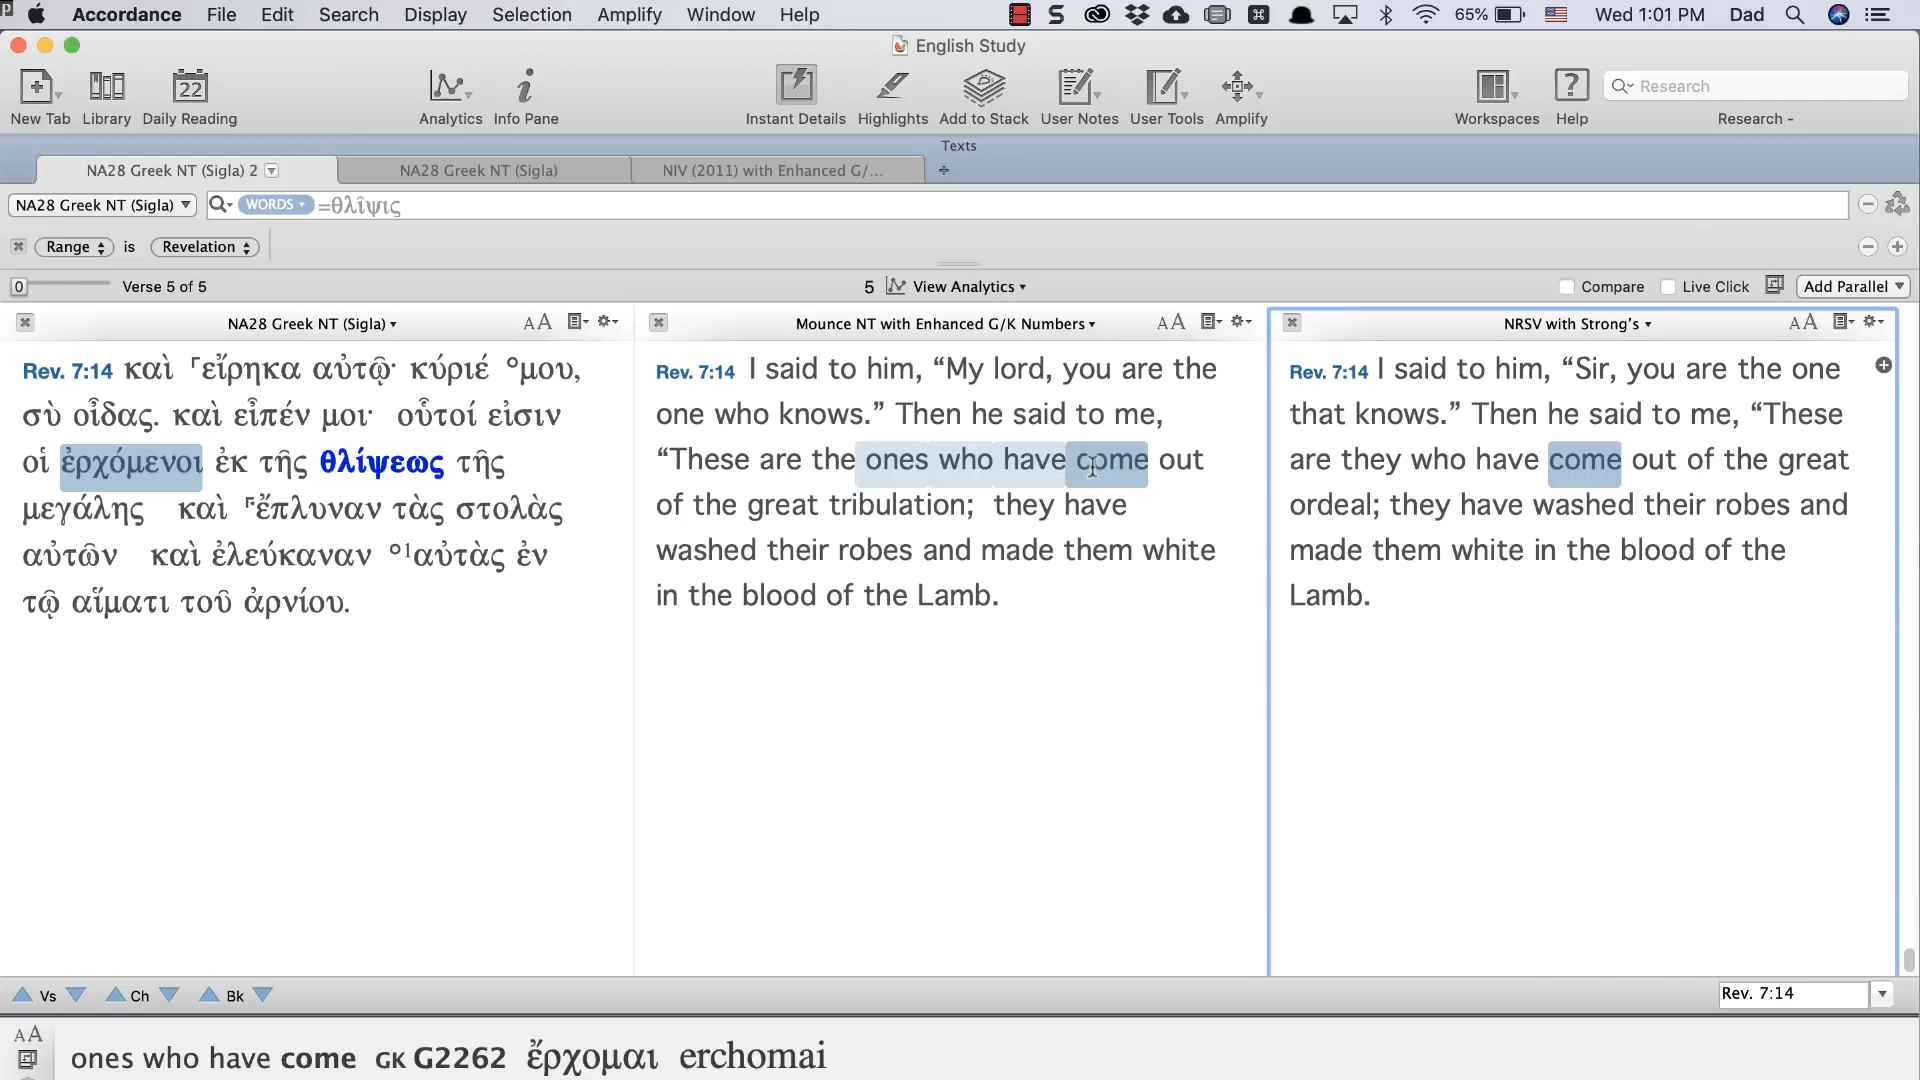 Accordance File Edit Search Display Selection Amplify Window Help 65% Wed 1:01 PM Dad
English Study
22
New Tab Library Daily Reading Analytics Info Pane Instant Details Highlights Add to Stack User Notes User Tools Amplify Workspaces Help Research
Research -
Texts
NA28 Greek NT (Sigla) 2 NA28 Greek NT (Sigla) NIV (2011) with Enhanced G/...
NA28 Greek NT (Sigla) WORDS =θλῖψις
Range is Revelation
0 Verse 5 of 5 5 View Analytics Compare Live Click Add Parallel
NA28 Greek NT (Sigla) AA
Rev. 7:14 καὶ ⸀εἴρηκα αὐτῷ· κύριέ °μου,
σὺ οἶδας. καὶ εἶπέν μοι· οὗτοί εἰσιν
οἱ ἐρχόμενοι ἐκ τῆς θλίψεως τῆς
μεγάλης καὶ ⸀ἔπλυναν τὰς στολὰς
αὐτῶν καὶ ἐλεύκαναν °¹αὐτὰς ἐν
τῷ αἵματι τοῦ ἀρνίου.
Mounce NT with Enhanced G/K Numbers AA
Rev. 7:14 I said to him, “My lord, you are the
one who knows.” Then he said to me,
“These are the ones who have come out
of the great tribulation; they have
washed their robes and made them white
in the blood of the Lamb.
NRSV with Strong’s AA
Rev. 7:14 I said to him, “Sir, you are the one
that knows.” Then he said to me, “These
are they who have come out of the great
ordeal; they have washed their robes and
made them white in the blood of the
Lamb.
Vs Ch Bk Rev. 7:14
AA
ones who have come GK G2262 ἔρχομαι erchomai